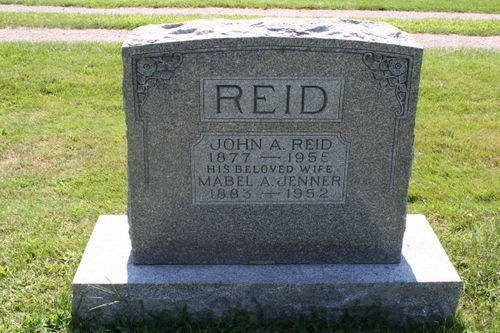 REID
JOHN A. REID
1877 — 1955
HIS BELOVED WIFE
MABEL A. JENNER
1883 — 1952